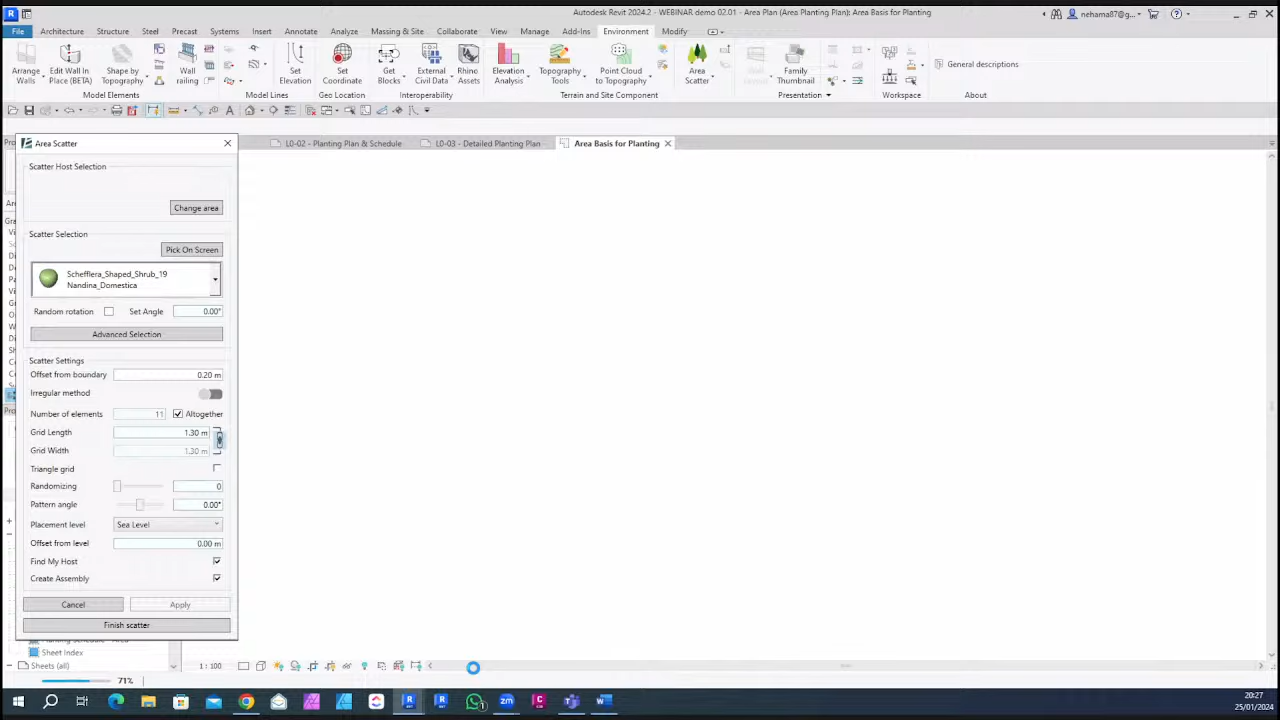 Autodesk Revit 2024.2 - WEBINAR demo 02.01 - Area Plan (Area Planting Plan): Area Basis for Planting
nehama87@g...
File Architecture Structure Steel Precast Systems Insert Annotate Analyze Massing & Site Collaborate View Manage Add-Ins Environment Modify
Arrange Walls
Edit Wall In Place (BETA)
Shape by Topography
Wall railing
Set Elevation
Set Coordinate
Get Blocks
External Civil Data
Rhino Assets
Elevation Analysis
Topography Tools
Point Cloud to Topography
Area Scatter
Family Thumbnail
General descriptions
Model Elements Model Lines Geo Location Interoperability Terrain and Site Component Presentation Workspace About
Area Scatter
L0-02 - Planting Plan & Schedule
L0-03 - Detailed Planting Plan
Area Basis for Planting
Scatter Host Selection
Change area
Scatter Selection
Pick On Screen
Schefflera_Shaped_Shrub_19
Nandina_Domestica
Random rotation Set Angle 0.00°
Advanced Selection
Scatter Settings
Offset from boundary 0.20 m
Irregular method
Number of elements 11 Altogether
Grid Length 1.30 m
Grid Width 1.30 m
Triangle grid
Randomizing 0
Pattern angle 0.00°
Placement level Sea Level
Offset from level 0.00 m
Find My Host
Create Assembly
Cancel Apply
Finish scatter
Sheet Index
Sheets (all)
1 : 100
71%
20:27
25/01/2024